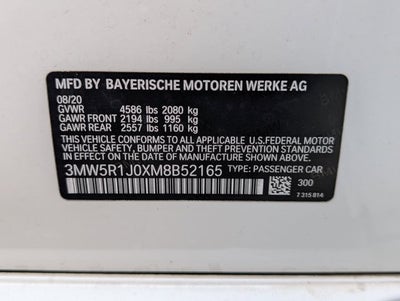 MFD BY BAYERISCHE MOTOREN WERKE AG
08/20
GVWR 4586 lbs 2080 kg
GAWR FRONT 2194 lbs 995 kg
GAWR REAR 2557 lbs 1160 kg
THIS VEHICLE CONFORMS TO ALL APPLICABLE U.S.FEDERAL MOTOR
VEHICLE SAFETY, BUMPER, AND THEFT PREVENTION STANDARDS
IN EFFECT ON THE DATE OF MANUFACTURE SHOWN ABOVE.
3MW5R1J0XM8B52165 TYPE: PASSENGER CAR
300
7 315 814